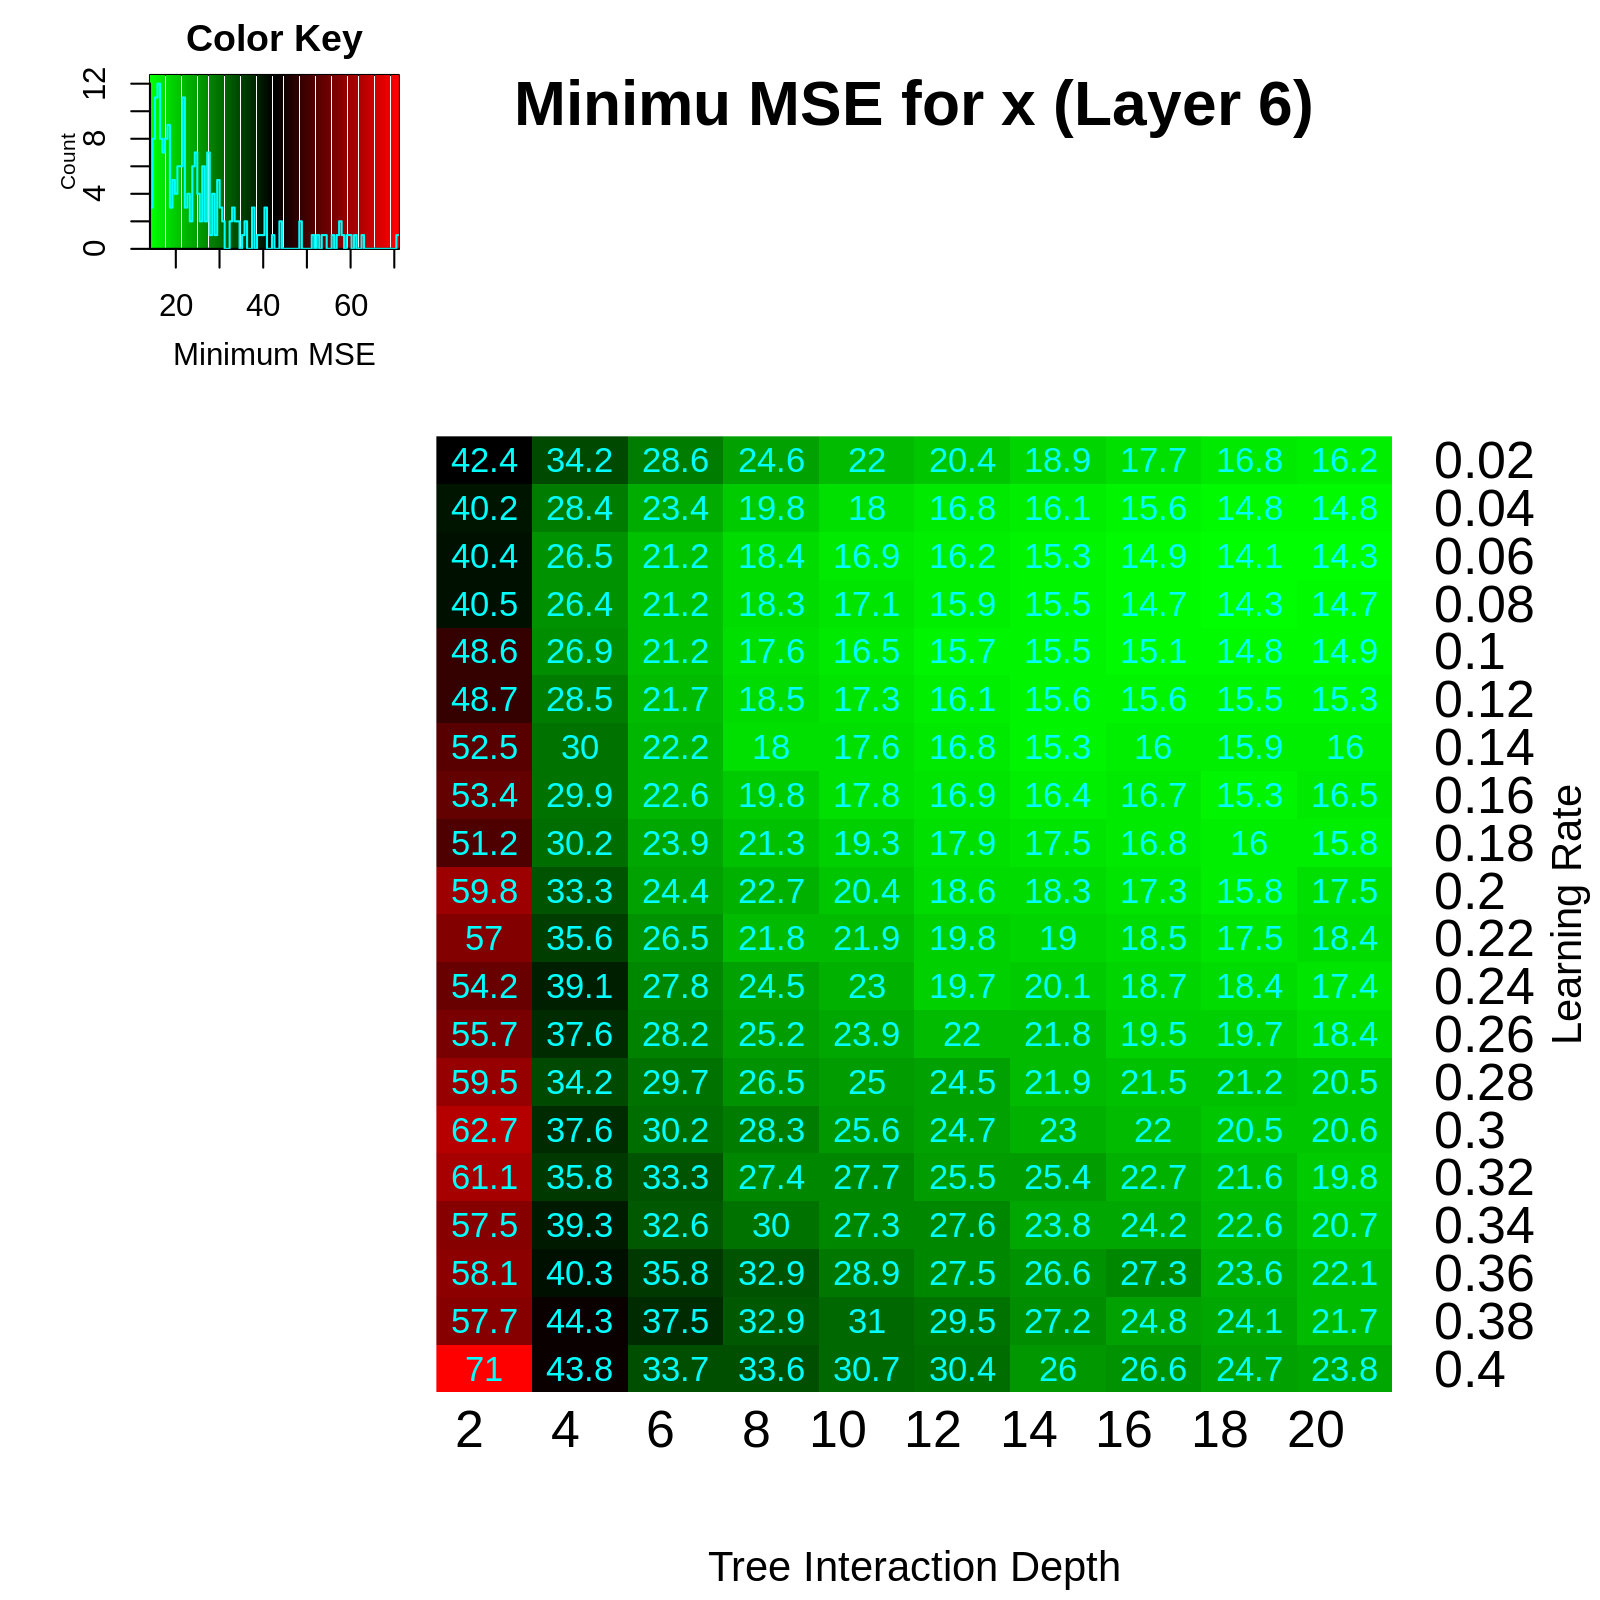 Color Key
Minimu MSE for x (Layer 6)
Count
0 4 8 12
20 40 60
Minimum MSE
42.4 34.2 28.6 24.6 22 20.4 18.9 17.7 16.8 16.2 0.02
40.2 28.4 23.4 19.8 18 16.8 16.1 15.6 14.8 14.8 0.04
40.4 26.5 21.2 18.4 16.9 16.2 15.3 14.9 14.1 14.3 0.06
40.5 26.4 21.2 18.3 17.1 15.9 15.5 14.7 14.3 14.7 0.08
48.6 26.9 21.2 17.6 16.5 15.7 15.5 15.1 14.8 14.9 0.1
48.7 28.5 21.7 18.5 17.3 16.1 15.6 15.6 15.5 15.3 0.12
52.5 30 22.2 18 17.6 16.8 15.3 16 15.9 16 0.14
53.4 29.9 22.6 19.8 17.8 16.9 16.4 16.7 15.3 16.5 0.16
51.2 30.2 23.9 21.3 19.3 17.9 17.5 16.8 16 15.8 0.18
59.8 33.3 24.4 22.7 20.4 18.6 18.3 17.3 15.8 17.5 0.2
57 35.6 26.5 21.8 21.9 19.8 19 18.5 17.5 18.4 0.22
54.2 39.1 27.8 24.5 23 19.7 20.1 18.7 18.4 17.4 0.24
55.7 37.6 28.2 25.2 23.9 22 21.8 19.5 19.7 18.4 0.26
59.5 34.2 29.7 26.5 25 24.5 21.9 21.5 21.2 20.5 0.28
62.7 37.6 30.2 28.3 25.6 24.7 23 22 20.5 20.6 0.3
61.1 35.8 33.3 27.4 27.7 25.5 25.4 22.7 21.6 19.8 0.32
57.5 39.3 32.6 30 27.3 27.6 23.8 24.2 22.6 20.7 0.34
58.1 40.3 35.8 32.9 28.9 27.5 26.6 27.3 23.6 22.1 0.36
57.7 44.3 37.5 32.9 31 29.5 27.2 24.8 24.1 21.7 0.38
71 43.8 33.7 33.6 30.7 30.4 26 26.6 24.7 23.8 0.4
Learning Rate
2 4 6 8 10 12 14 16 18 20
Tree Interaction Depth